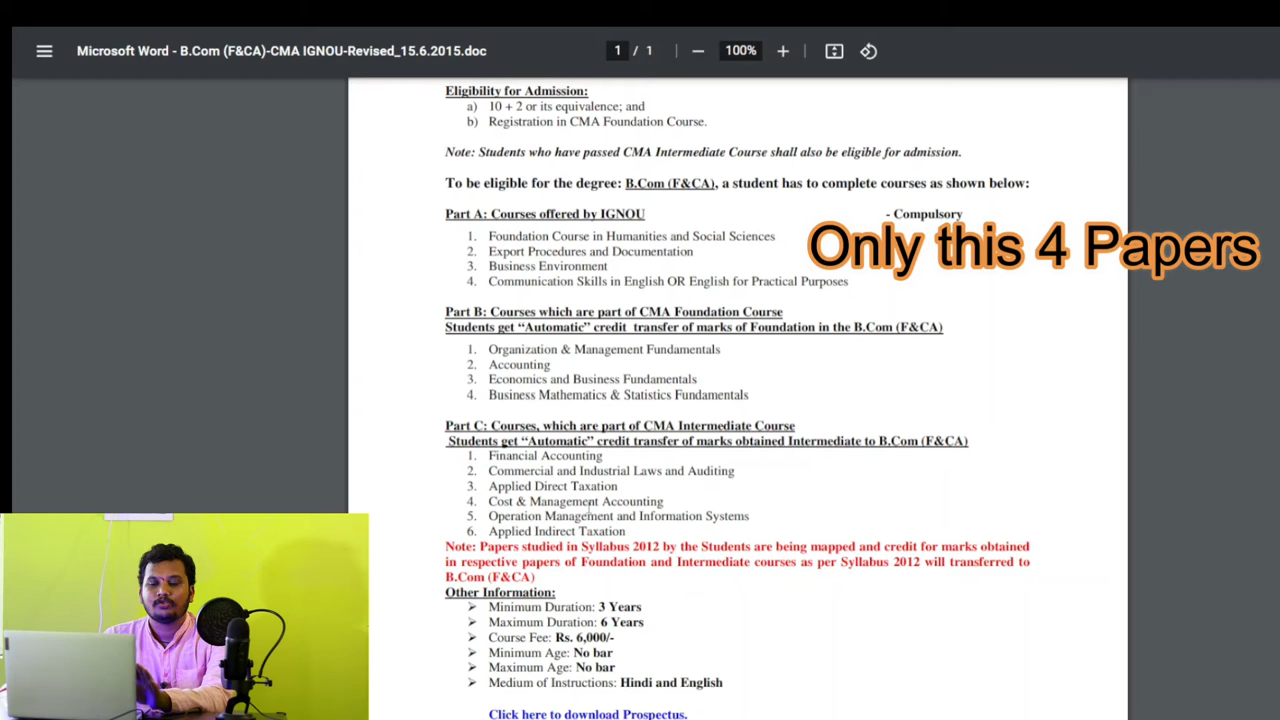 Microsoft Word - B.Com (F&CA)-CMA IGNOU-Revised_15.6.2015.doc
1 / 1
100%
Eligibility for Admission:
a) 10 + 2 or its equivalence; and
b) Registration in CMA Foundation Course.
Note: Students who have passed CMA Intermediate Course shall also be eligible for admission.
To be eligible for the degree: B.Com (F&CA), a student has to complete courses as shown below:
Part A: Courses offered by IGNOU - Compulsory
Only this 4 Papers
1. Foundation Course in Humanities and Social Sciences
2. Export Procedures and Documentation
3. Business Environment
4. Communication Skills in English OR English for Practical Purposes
Part B: Courses which are part of CMA Foundation Course
Students get “Automatic” credit transfer of marks of Foundation in the B.Com (F&CA)
1. Organization & Management Fundamentals
2. Accounting
3. Economics and Business Fundamentals
4. Business Mathematics & Statistics Fundamentals
Part C: Courses, which are part of CMA Intermediate Course
Students get “Automatic” credit transfer of marks obtained Intermediate to B.Com (F&CA)
1. Financial Accounting
2. Commercial and Industrial Laws and Auditing
3. Applied Direct Taxation
4. Cost & Management Accounting
5. Operation Management and Information Systems
6. Applied Indirect Taxation
Note: Papers studied in Syllabus 2012 by the Students are being mapped and credit for marks obtained
in respective papers of Foundation and Intermediate courses as per Syllabus 2012 will transferred to
B.Com (F&CA)
Other Information:
➢ Minimum Duration: 3 Years
➢ Maximum Duration: 6 Years
➢ Course Fee: Rs. 6,000/-
➢ Minimum Age: No bar
➢ Maximum Age: No bar
➢ Medium of Instructions: Hindi and English
Click here to download Prospectus.